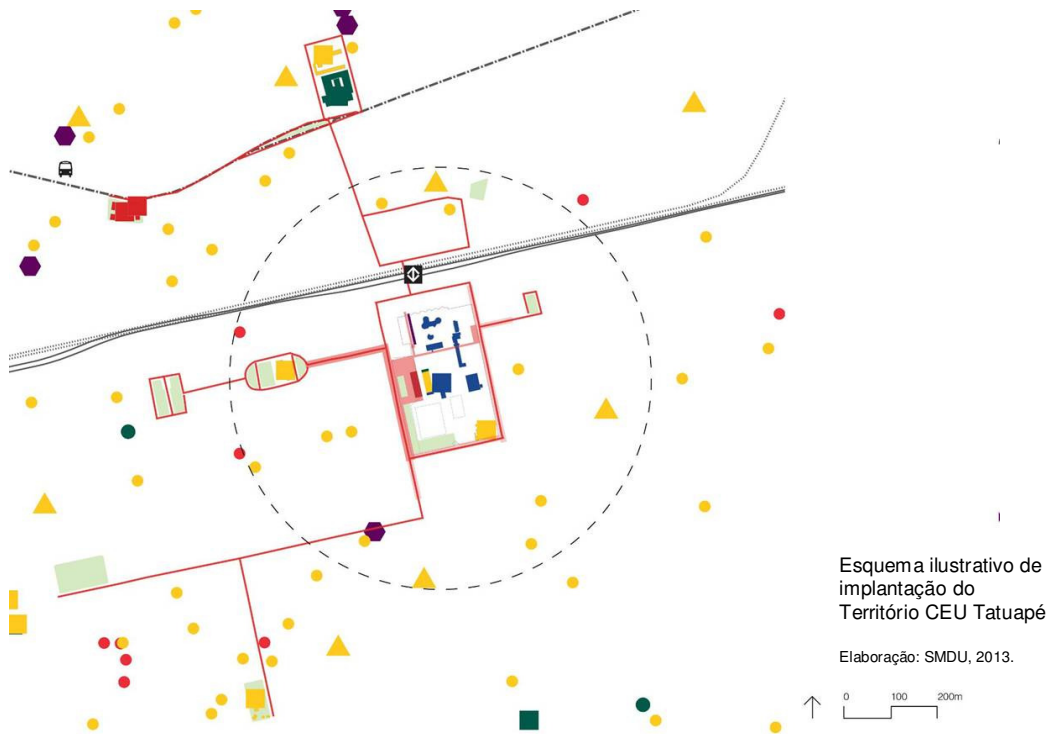 Esquema ilustrativo de
implantação do
Território CEU Tatuapé
Elaboração: SMDU, 2013.
0 100 200m